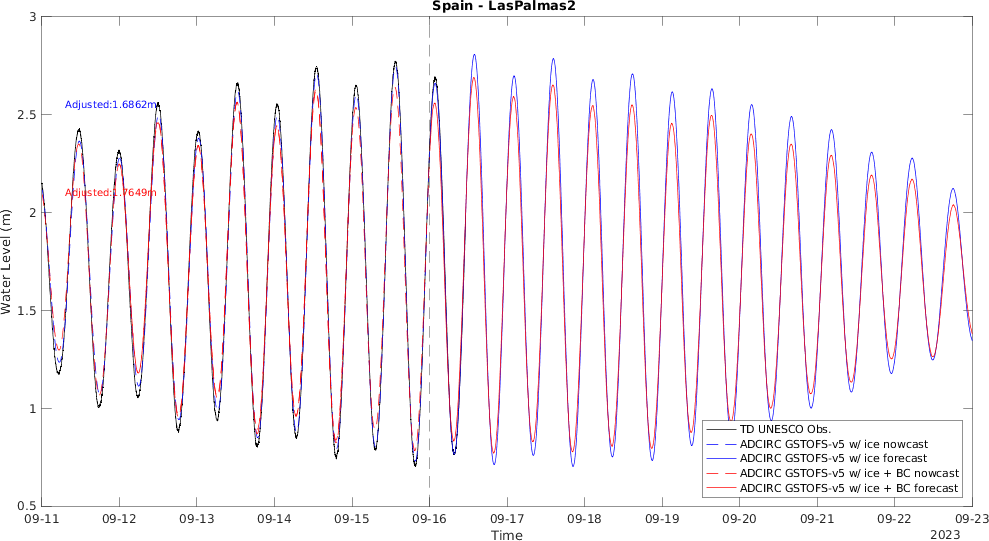 Spain - LasPalmas2
3
2.5
2
1.5
1
0.5
Water Level (m)
Adjusted:1.6862m
Adjusted:1.7649m
TD UNESCO Obs.
ADCIRC GSTOFS-v5 w/ ice nowcast
ADCIRC GSTOFS-v5 w/ ice forecast
ADCIRC GSTOFS-v5 w/ ice + BC nowcast
ADCIRC GSTOFS-v5 w/ ice + BC forecast
09-11 09-12 09-13 09-14 09-15 09-16 09-17 09-18 09-19 09-20 09-21 09-22 09-23
Time
2023